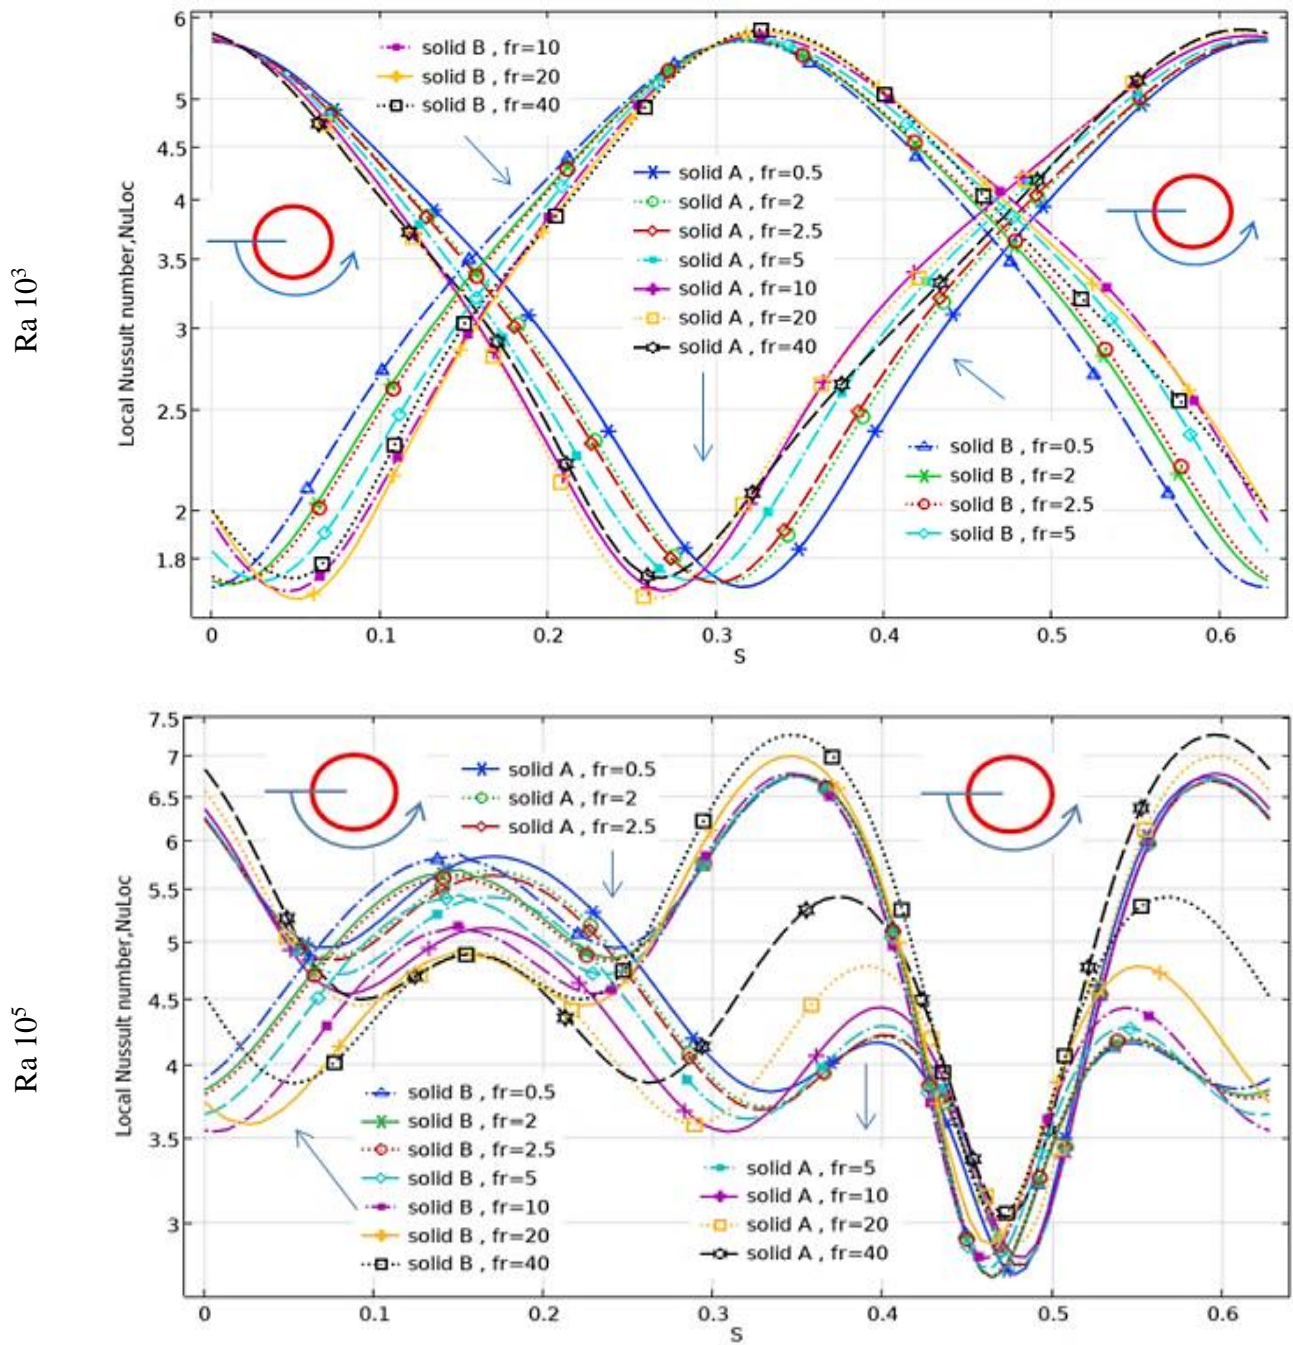 Ra 10³
Local Nussult number,NuLoc
6
5
4.5
4
3.5
3
2.5
2
1.8
solid B , fr=10
solid B , fr=20
solid B , fr=40
solid A , fr=0.5
solid A , fr=2
solid A , fr=2.5
solid A , fr=5
solid A , fr=10
solid A , fr=20
solid A , fr=40
solid B , fr=0.5
solid B , fr=2
solid B , fr=2.5
solid B , fr=5
0 0.1 0.2 0.3 0.4 0.5 0.6
S
Ra 10⁵
Local Nussult number,NuLoc
7.5
7
6.5
6
5.5
5
4.5
4
3.5
3
solid A , fr=0.5
solid A , fr=2
solid A , fr=2.5
solid B , fr=0.5
solid B , fr=2
solid B , fr=2.5
solid B , fr=5
solid B , fr=10
solid B , fr=20
solid B , fr=40
solid A , fr=5
solid A , fr=10
solid A , fr=20
solid A , fr=40
0 0.1 0.2 0.3 0.4 0.5 0.6
S